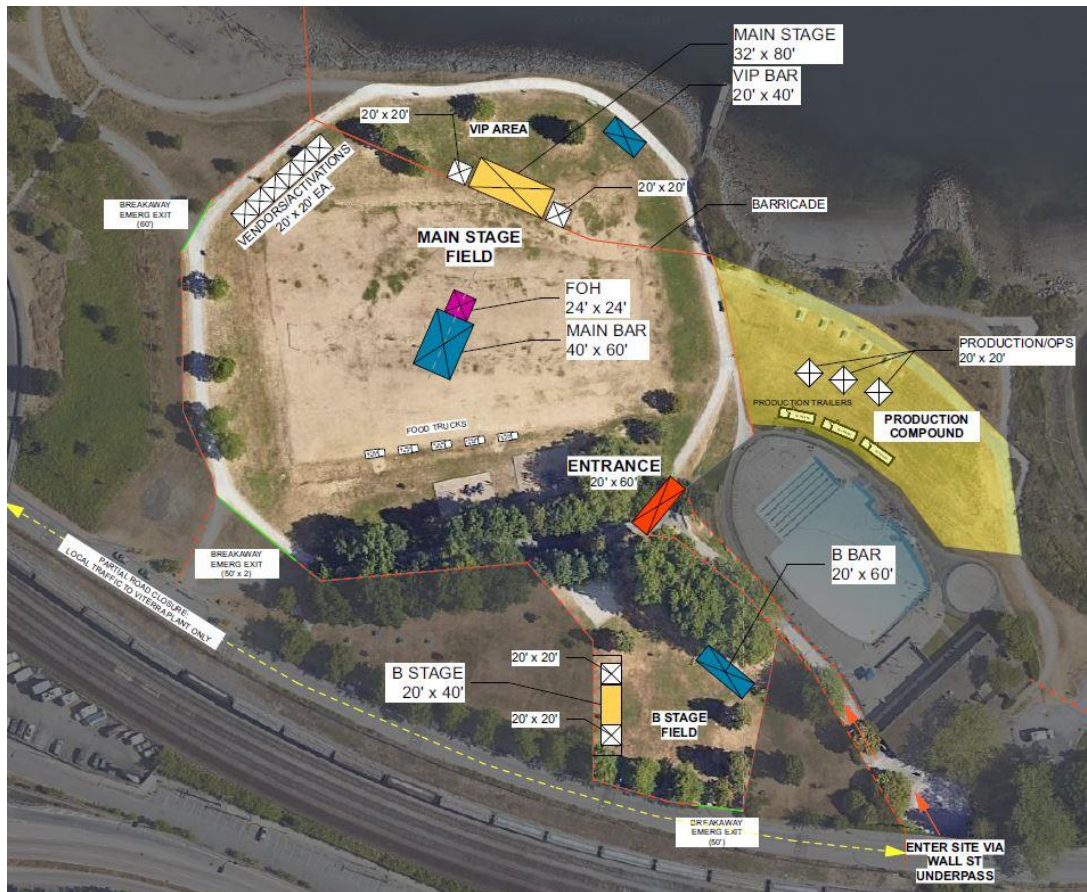 MAIN STAGE
32' x 80'
VIP BAR
20' x 40'
20' x 20'
VIP AREA
20' x 20'
VENDORS/ACTIVATIONS
20' x 20' EA.
BREAKAWAY
EMERG EXIT
(60')
BARRICADE
MAIN STAGE
FIELD
FOH
24' x 24'
MAIN BAR
40' x 60'
PRODUCTION/OPS
20' x 20'
PRODUCTION TRAILERS
PRODUCTION
COMPOUND
FOOD TRUCKS
ENTRANCE
20' x 60'
BREAKAWAY
EMERG EXIT
(50' x 2)
PARTIAL ROAD CLOSURE:
LOCAL TRAFFIC TO VITERRA PLANT ONLY
B BAR
20' x 60'
20' x 20'
B STAGE
20' x 40'
20' x 20'
B STAGE
FIELD
BREAKAWAY
EMERG EXIT
(50')
ENTER SITE VIA
WALL ST
UNDERPASS